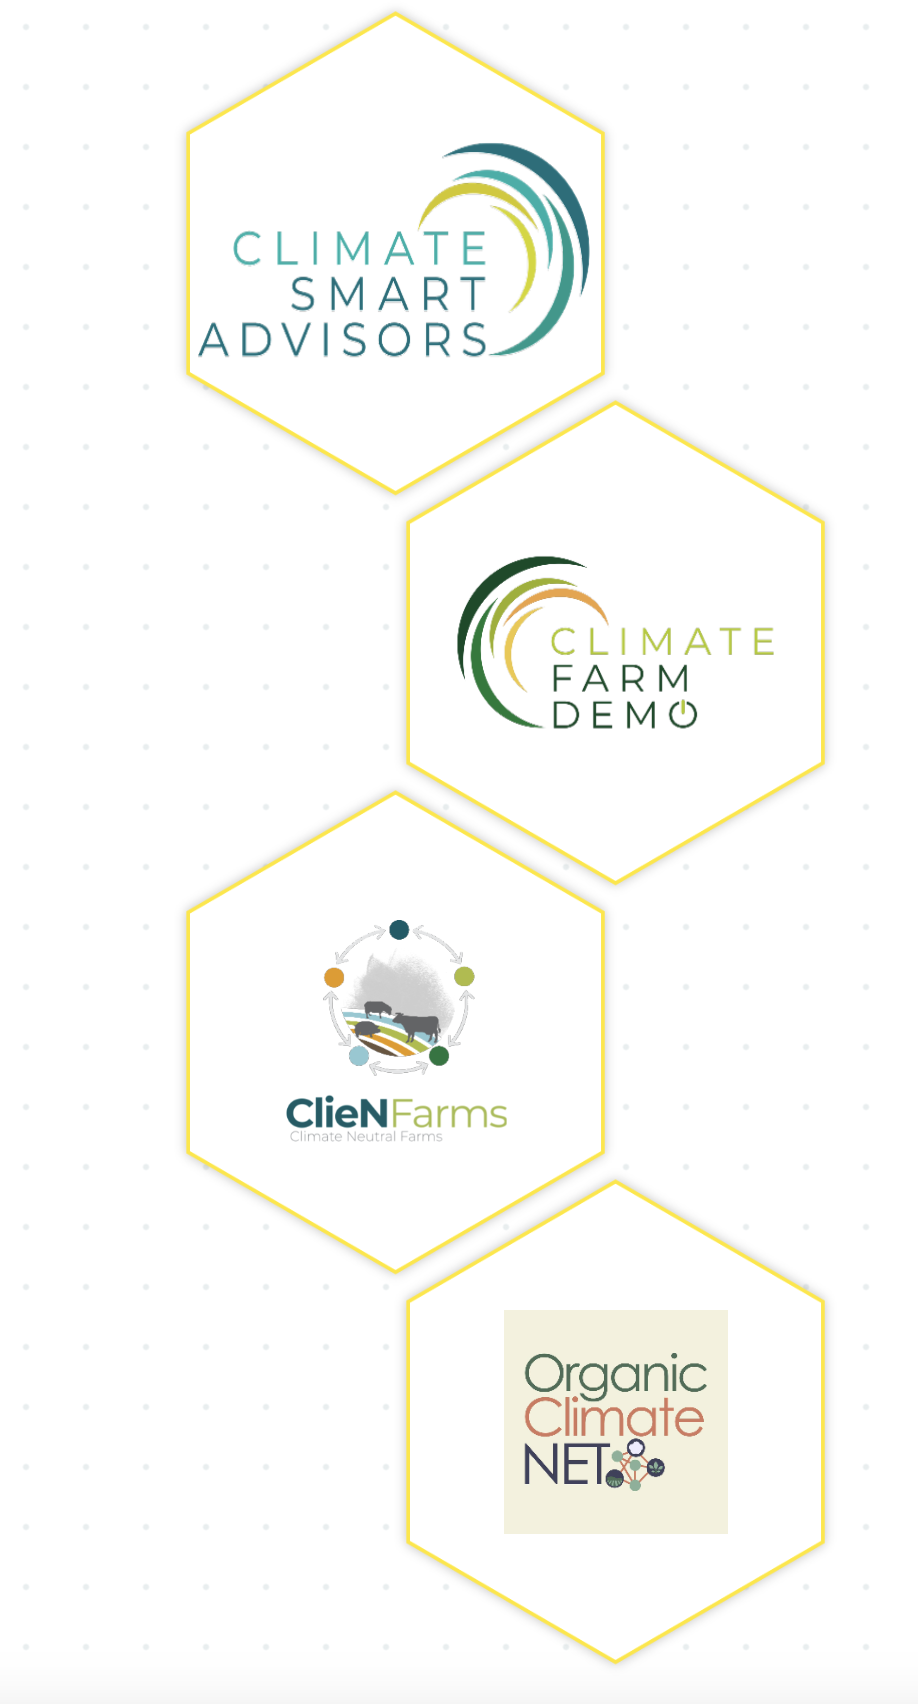 CLIMATE
SMART
ADVISORS
CLIMATE
FARM
DEMO
ClieNFarms
Climate Neutral Farms
Organic
Climate
NET